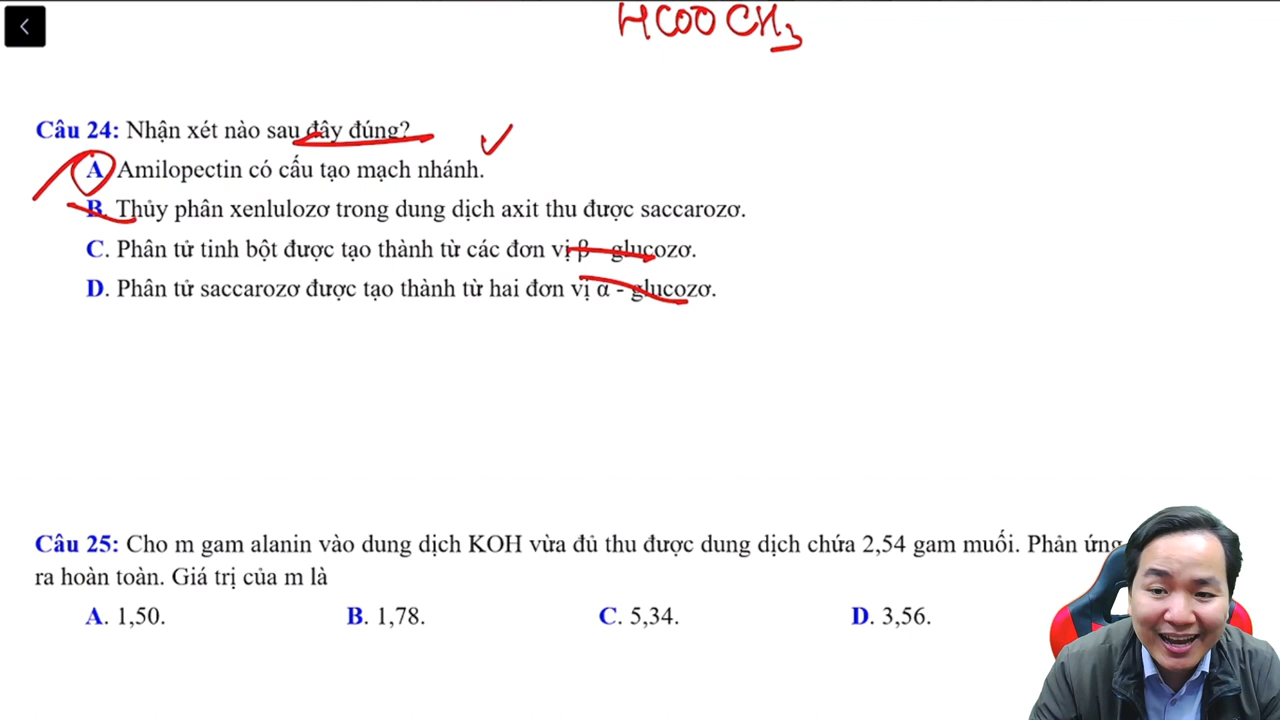 HCOOCH3
Câu 24: Nhận xét nào sau đây đúng?
A. Amilopectin có cấu tạo mạch nhánh.
B. Thủy phân xenlulozơ trong dung dịch axit thu được saccarozơ.
C. Phân tử tinh bột được tạo thành từ các đơn vị β - glucozơ.
D. Phân tử saccarozơ được tạo thành từ hai đơn vị α - glucozơ.
Câu 25: Cho m gam alanin vào dung dịch KOH vừa đủ thu được dung dịch chứa 2,54 gam muối. Phản ứng
ra hoàn toàn. Giá trị của m là
A. 1,50. B. 1,78. C. 5,34. D. 3,56.